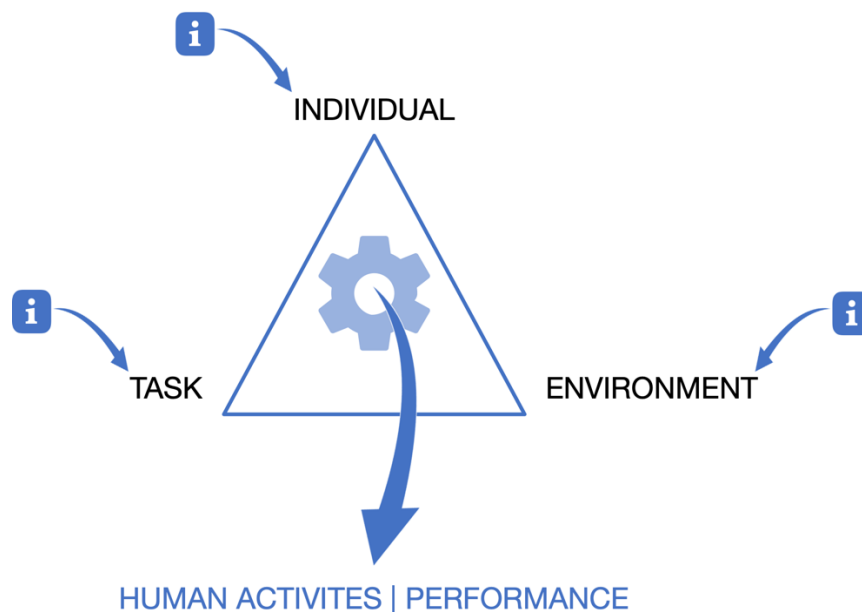 i
INDIVIDUAL
i
i
TASK
ENVIRONMENT
HUMAN ACTIVITES | PERFORMANCE